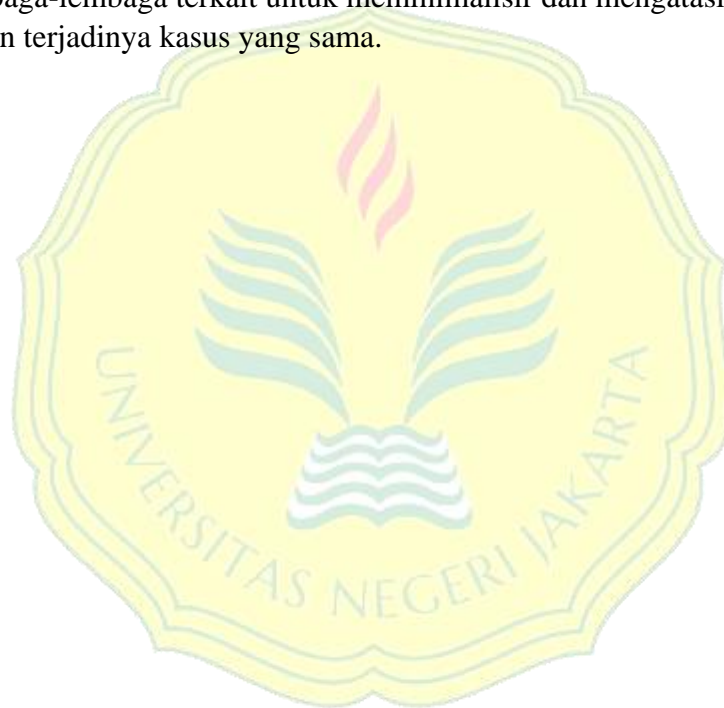 baga-lembaga terkait untuk meminimalisir dan mengatasi
n terjadinya kasus yang sama.
UNIVERSITAS NEGERI JAKARTA